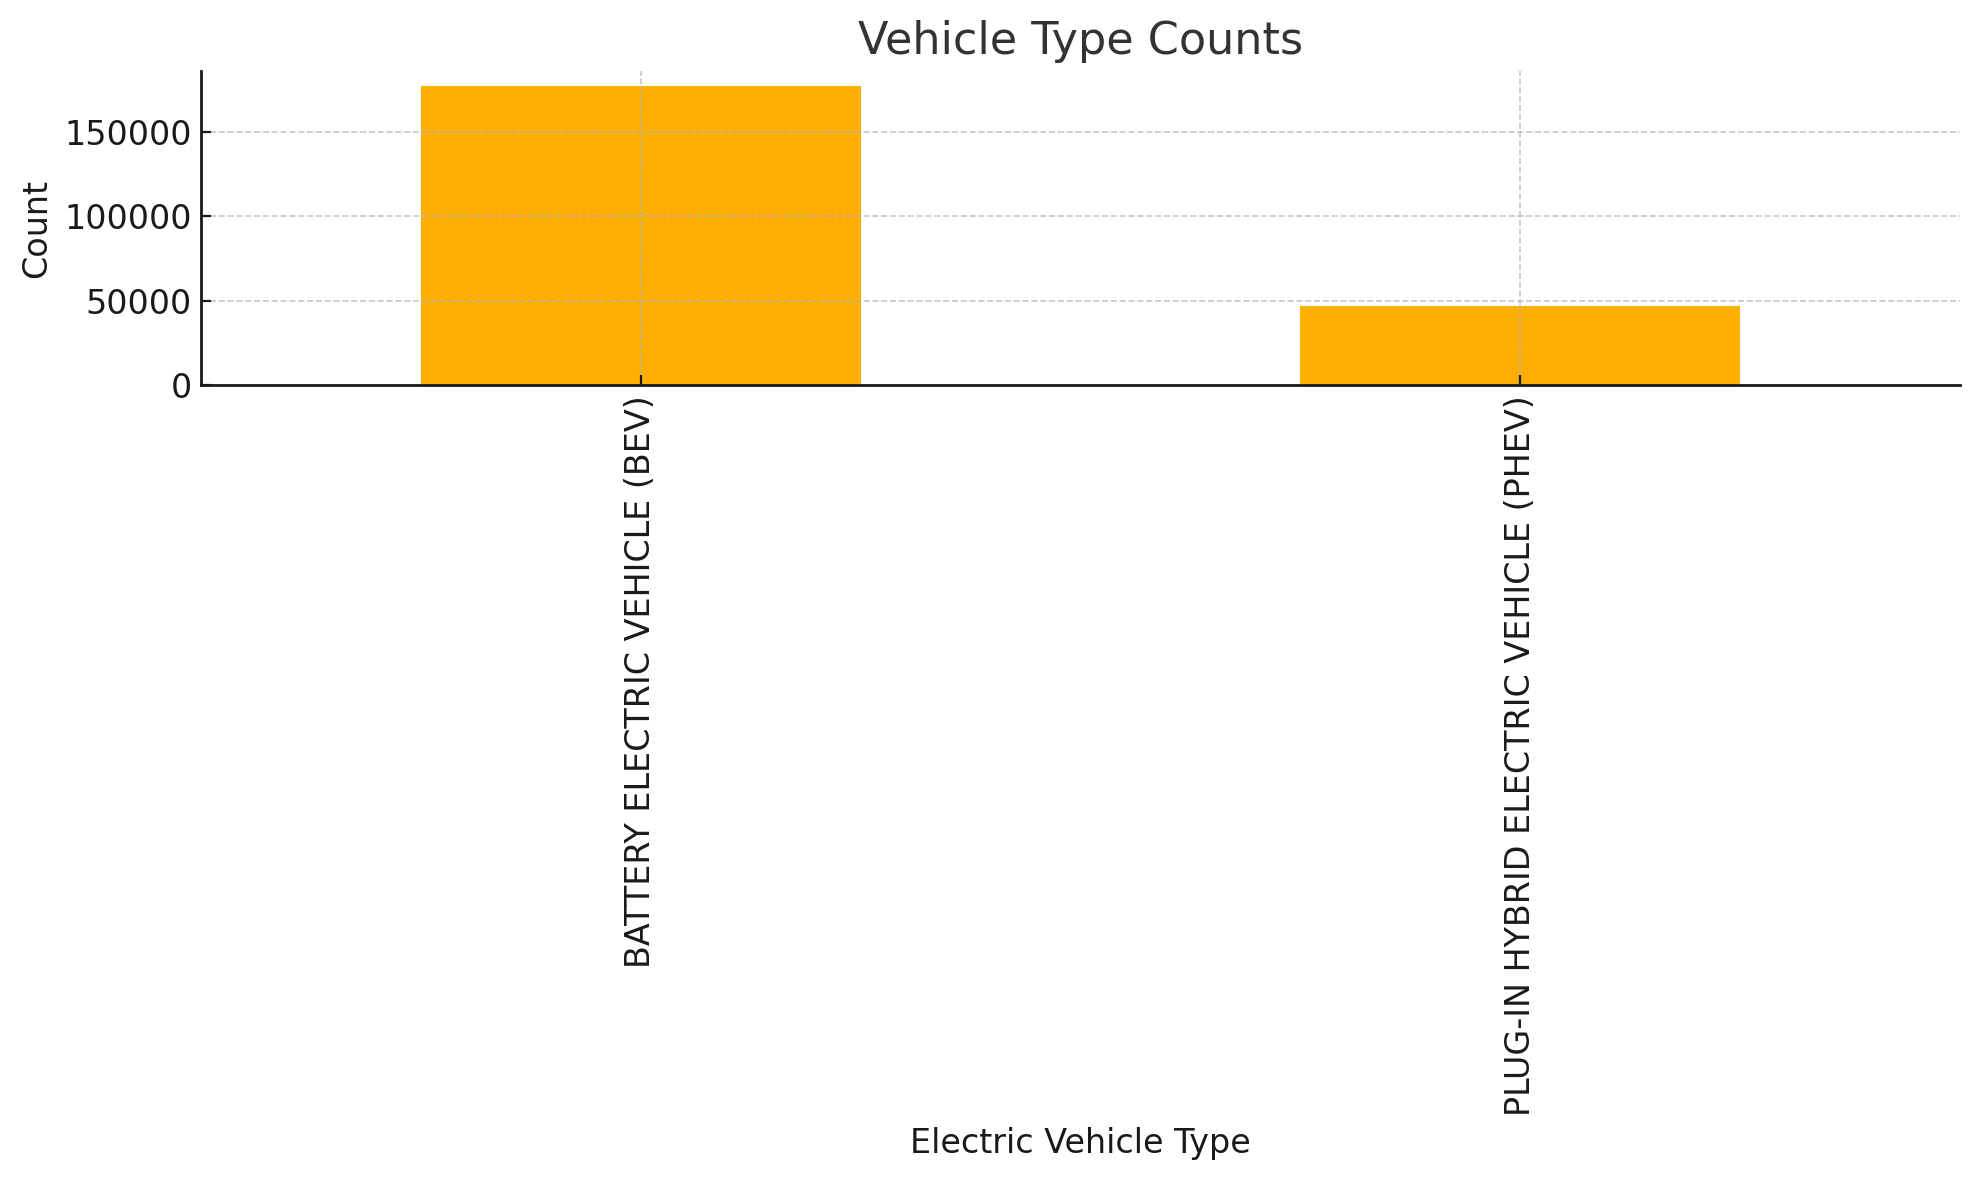 Vehicle Type Counts
Count
150000
100000
50000
0
BATTERY ELECTRIC VEHICLE (BEV)
PLUG-IN HYBRID ELECTRIC VEHICLE (PHEV)
Electric Vehicle Type